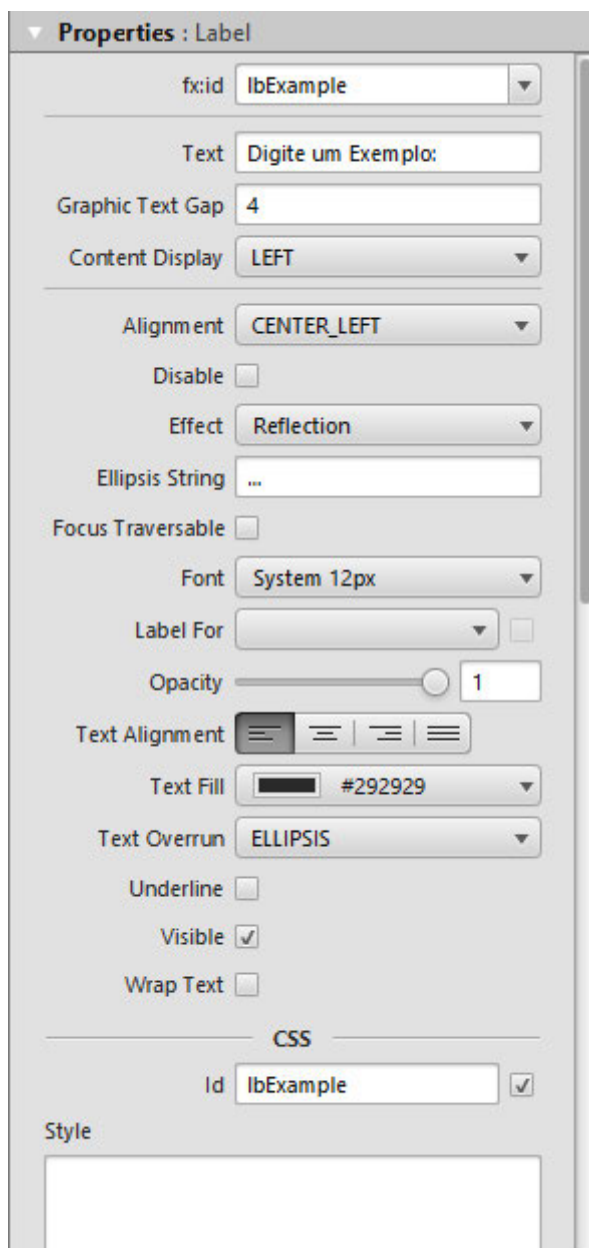 Properties : Label
fx:id lbExample
Text Digite um Exemplo:
Graphic Text Gap 4
Content Display LEFT
Alignment CENTER_LEFT
Disable
Effect Reflection
Ellipsis String ...
Focus Traversable
Font System 12px
Label For
Opacity 1
Text Alignment
Text Fill #292929
Text Overrun ELLIPSIS
Underline
Visible
Wrap Text
CSS
Id lbExample
Style